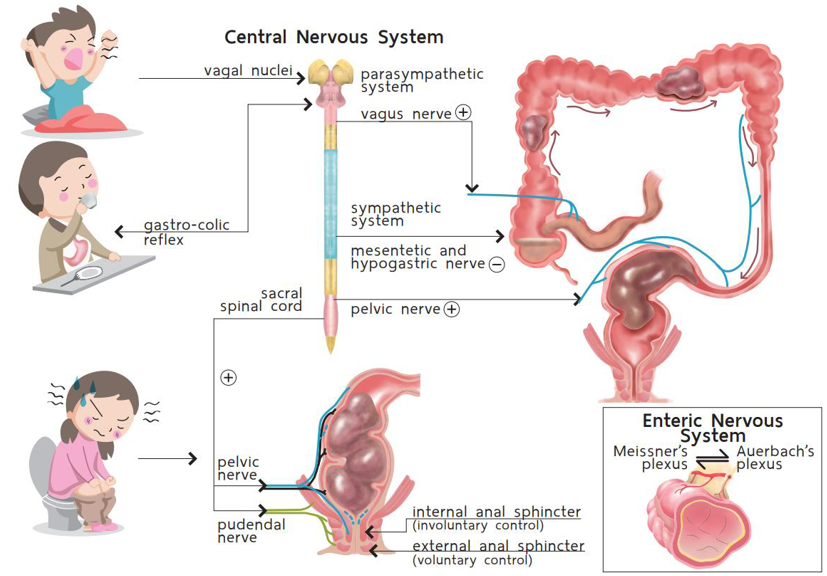 Central Nervous System
vagal nuclei
parasympathetic
system
vagus nerve +
gastro-colic
reflex
sympathetic
system
mesentetic and
hypogastric nerve −
sacral
spinal cord
pelvic nerve +
+
pelvic
nerve
pudendal
nerve
internal anal sphincter
(involuntary control)
external anal sphincter
(voluntary control)
Enteric Nervous
System
Meissner's
plexus
Auerbach's
plexus